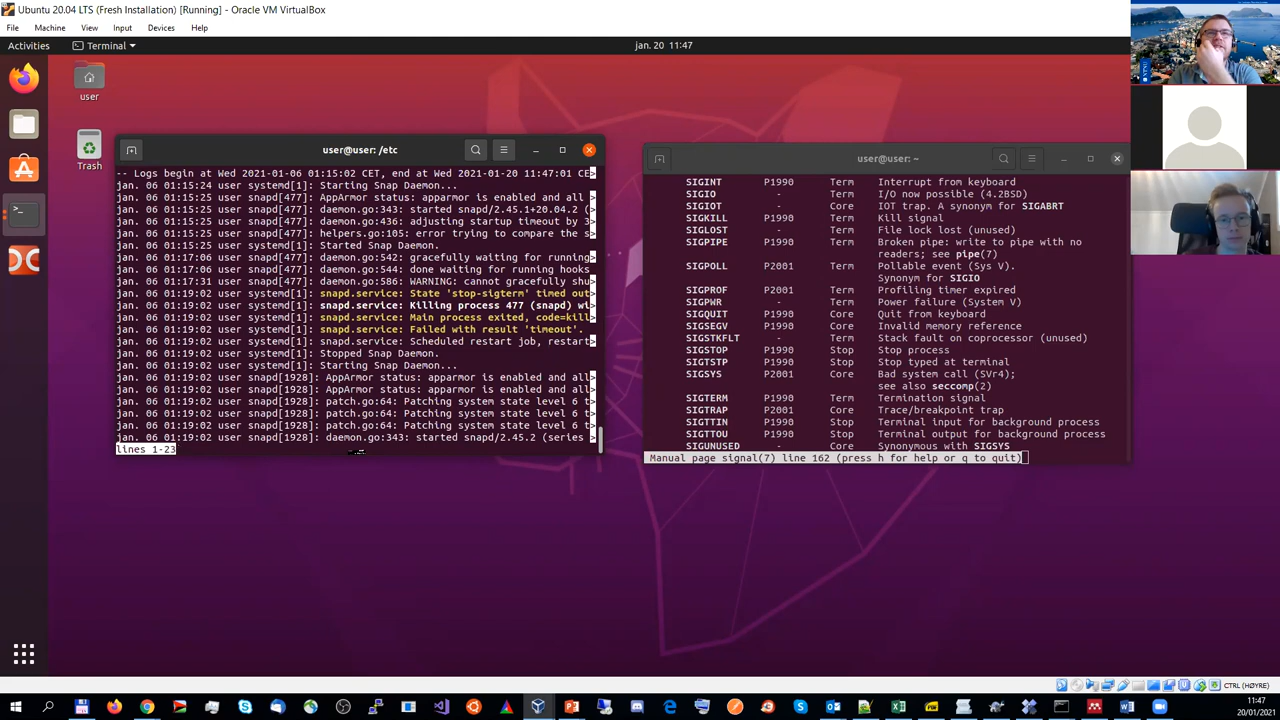 Ubuntu 20.04 LTS (Fresh Installation) [Running] - Oracle VM VirtualBox
File Machine View Input Devices Help
Activities Terminal jan. 20 11:47
user
Trash
user@user: /etc
-- Logs begin at Wed 2021-01-06 01:15:02 CET, end at Wed 2021-01-20 11:47:01 CE>
jan. 06 01:15:24 user systemd[1]: Starting Snap Daemon...
jan. 06 01:15:25 user snapd[477]: AppArmor status: apparmor is enabled and all
jan. 06 01:15:25 user snapd[477]: daemon.go:343: started snapd/2.45.1+20.04.2 (>
jan. 06 01:15:25 user snapd[477]: daemon.go:436: adjusting startup timeout by 3>
jan. 06 01:15:25 user snapd[477]: helpers.go:105: error trying to compare the s>
jan. 06 01:15:25 user systemd[1]: Started Snap Daemon.
jan. 06 01:17:06 user snapd[477]: daemon.go:542: gracefully waiting for running>
jan. 06 01:17:06 user snapd[477]: daemon.go:544: done waiting for running hooks
jan. 06 01:17:31 user snapd[477]: daemon.go:586: WARNING: cannot gracefully shu>
jan. 06 01:19:02 user systemd[1]: snapd.service: State 'stop-sigterm' timed out>
jan. 06 01:19:02 user systemd[1]: snapd.service: Killing process 477 (snapd) wi>
jan. 06 01:19:02 user systemd[1]: snapd.service: Main process exited, code=kill>
jan. 06 01:19:02 user systemd[1]: snapd.service: Failed with result 'timeout'.
jan. 06 01:19:02 user systemd[1]: snapd.service: Scheduled restart job, restart>
jan. 06 01:19:02 user systemd[1]: Stopped Snap Daemon.
jan. 06 01:19:02 user systemd[1]: Starting Snap Daemon...
jan. 06 01:19:02 user snapd[1928]: AppArmor status: apparmor is enabled and all>
jan. 06 01:19:02 user snapd[1928]: AppArmor status: apparmor is enabled and all>
jan. 06 01:19:02 user snapd[1928]: patch.go:64: Patching system state level 6 t>
jan. 06 01:19:02 user snapd[1928]: patch.go:64: Patching system state level 6 t>
jan. 06 01:19:02 user snapd[1928]: daemon.go:343: started snapd/2.45.2 (series >
lines 1-23
user@user: ~
SIGINT P1990 Term Interrupt from keyboard
SIGIO - Term I/O now possible (4.2BSD)
SIGIOT - Core IOT trap. A synonym for SIGABRT
SIGKILL P1990 Term Kill signal
SIGLOST - Term File lock lost (unused)
SIGPIPE P1990 Term Broken pipe: write to pipe with no
readers; see pipe(7)
SIGPOLL P2001 Term Pollable event (Sys V).
Synonym for SIGIO
SIGPROF P2001 Term Profiling timer expired
SIGPWR - Term Power failure (System V)
SIGQUIT P1990 Core Quit from keyboard
SIGSEGV P1990 Core Invalid memory reference
SIGSTKFLT - Term Stack fault on coprocessor (unused)
SIGSTOP P1990 Stop Stop process
SIGTSTP P1990 Stop Stop typed at terminal
SIGSYS P2001 Core Bad system call (SVr4);
see also seccomp(2)
SIGTERM P1990 Term Termination signal
SIGTRAP P2001 Core Trace/breakpoint trap
SIGTTIN P1990 Stop Terminal input for background process
SIGTTOU P1990 Stop Terminal output for background process
SIGUNUSED - Core Synonymous with SIGSYS
Manual page signal(7) line 162 (press h for help or q to quit)
NTNU
CTRL (HØYRE)
11:47
20/01/2021